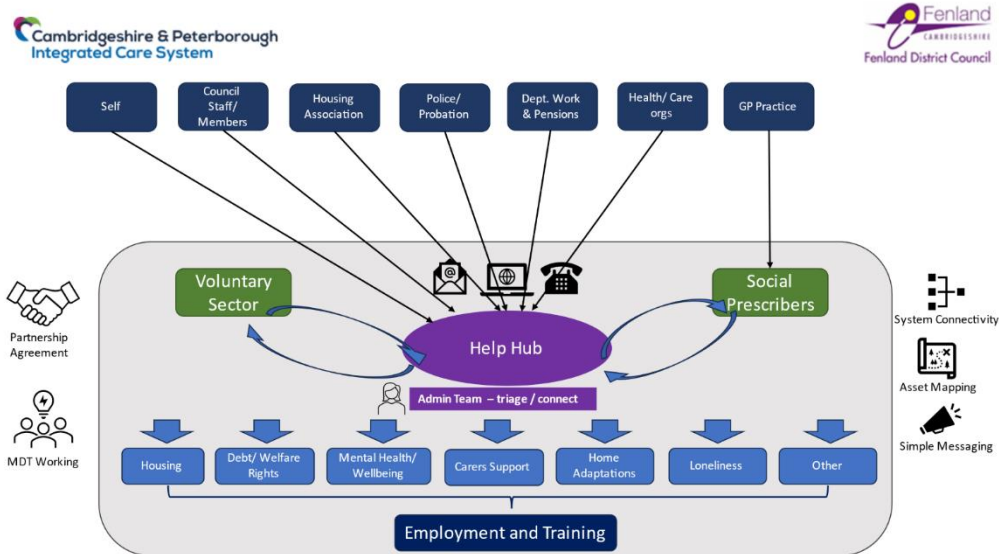 Cambridgeshire & Peterborough
Integrated Care System
Fenland
CAMBRIDGESHIRE
Fenland District Council
Self
Council
Staff/
Members
Housing
Association
Police/
Probation
Dept. Work
& Pensions
Health/ Care
orgs
GP Practice
Voluntary
Sector
@
Social
Prescribers
Help Hub
Admin Team – triage / connect
Partnership
Agreement
MDT Working
System Connectivity
Asset Mapping
Simple Messaging
Housing
Debt/ Welfare
Rights
Mental Health/
Wellbeing
Carers Support
Home
Adaptations
Loneliness
Other
Employment and Training